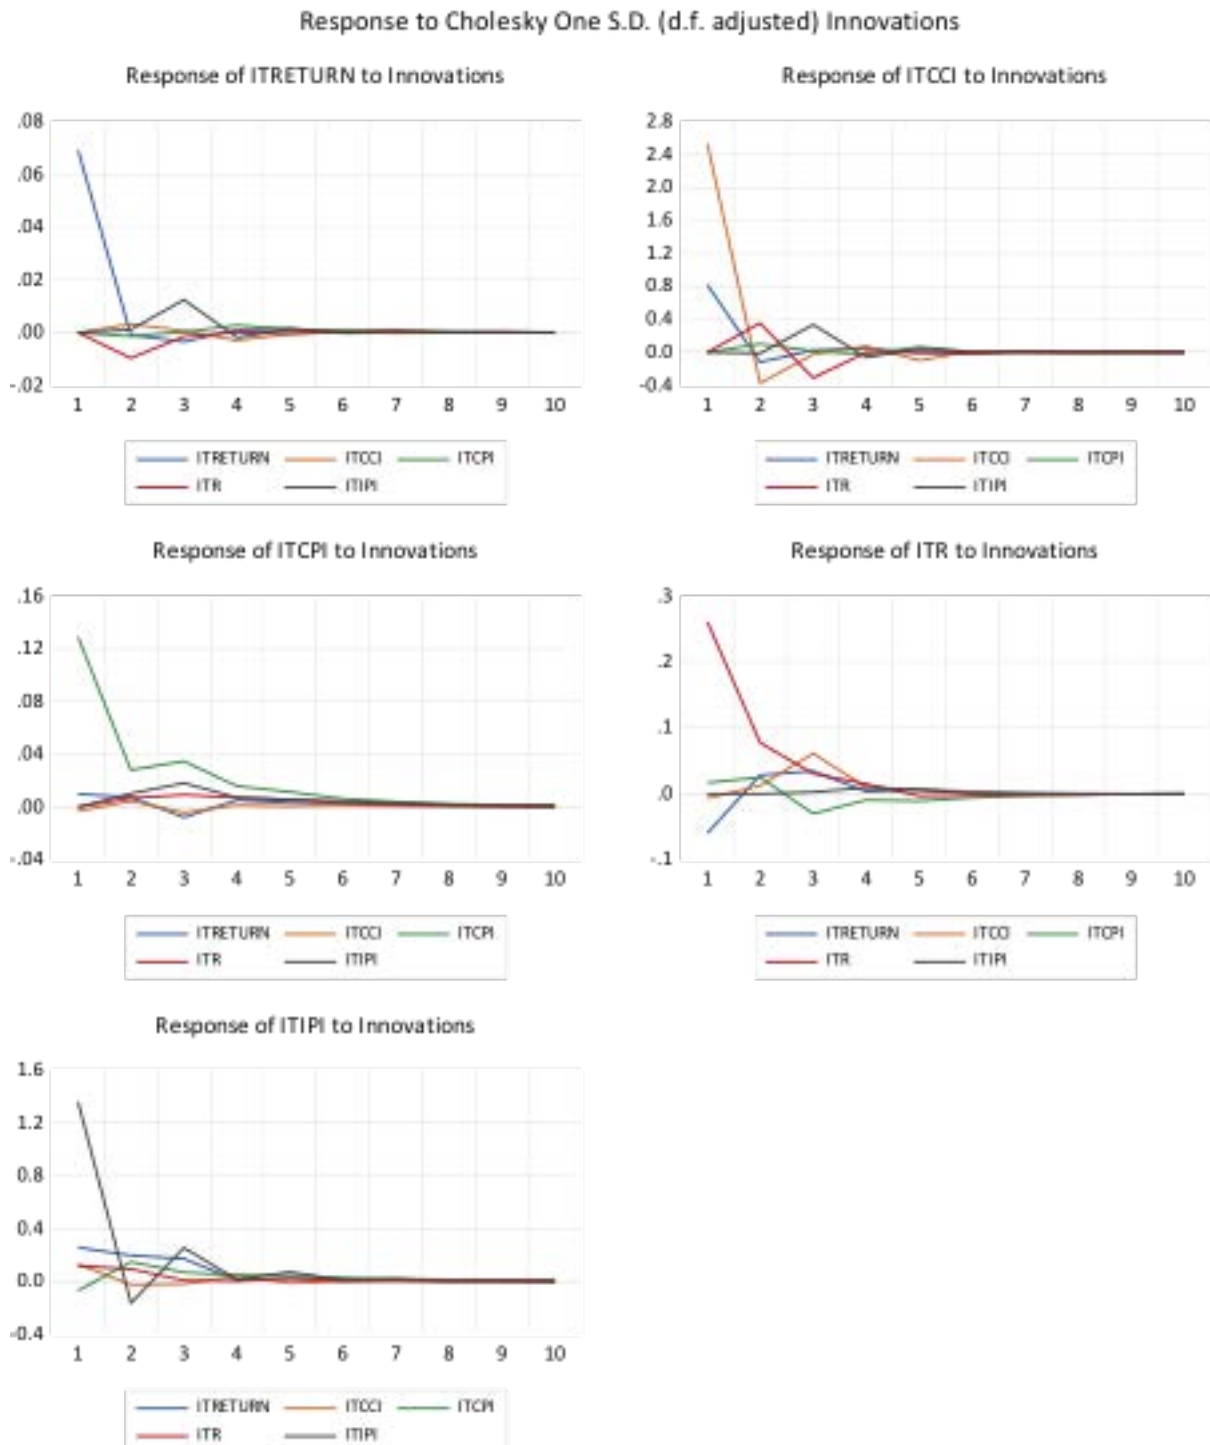 Response to Cholesky One S.D. (d.f. adjusted) Innovations
Response of ITRETURN to Innovations
.08
.06
.04
.02
.00
-.02
1 2 3 4 5 6 7 8 9 10
ITRETURN ITCCI ITCPI
ITR ITIPI
Response of ITCCI to Innovations
2.8
2.4
2.0
1.6
1.2
0.8
0.4
0.0
-0.4
1 2 3 4 5 6 7 8 9 10
ITRETURN ITCCI ITCPI
ITR ITIPI
Response of ITCPI to Innovations
.16
.12
.08
.04
.00
-.04
1 2 3 4 5 6 7 8 9 10
ITRETURN ITCCI ITCPI
ITR ITIPI
Response of ITR to Innovations
.3
.2
.1
.0
-.1
1 2 3 4 5 6 7 8 9 10
ITRETURN ITCCI ITCPI
ITR ITIPI
Response of ITIPI to Innovations
1.6
1.2
0.8
0.4
0.0
-0.4
1 2 3 4 5 6 7 8 9 10
ITRETURN ITCCI ITCPI
ITR ITIPI